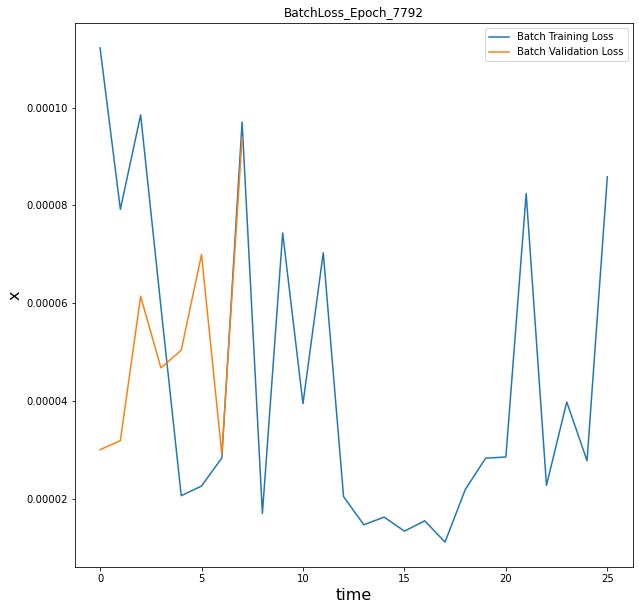 BatchLoss_Epoch_7792
Batch Training Loss
Batch Validation Loss
0.00010
0.00008
0.00006
0.00004
0.00002
x
0 5 10 15 20 25
time